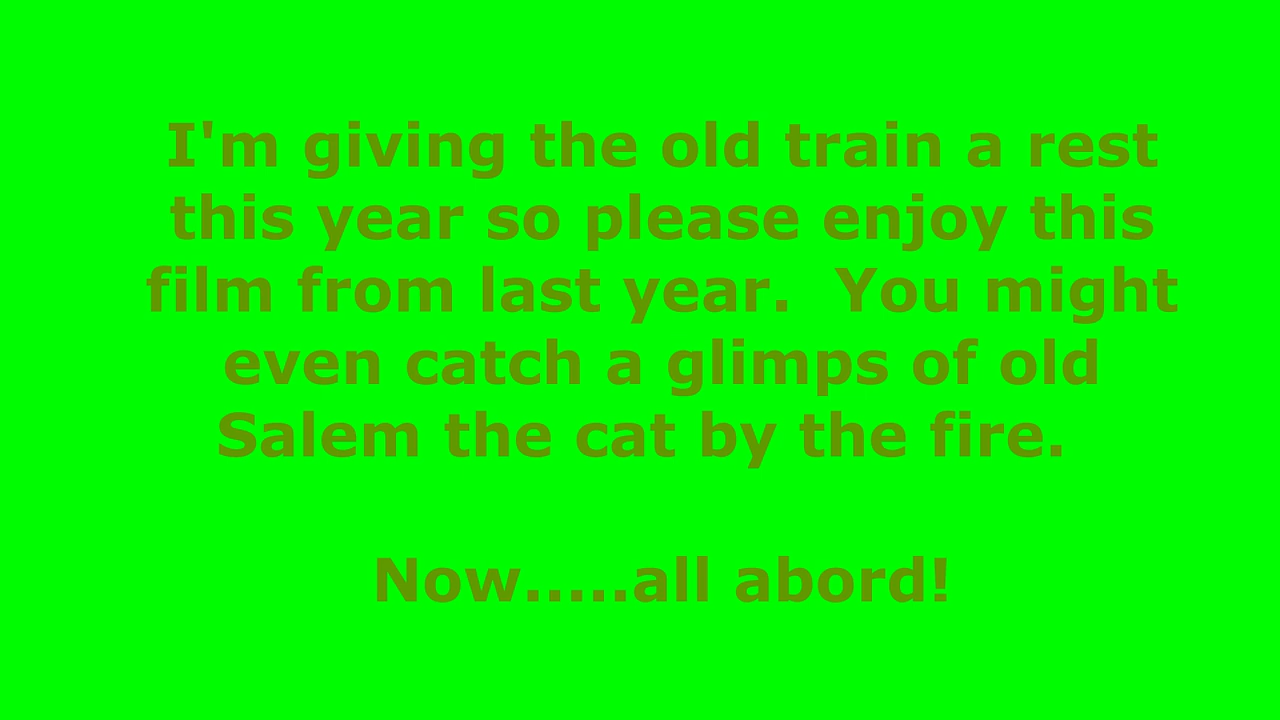 I'm giving the old train a rest
this year so please enjoy this
film from last year.  You might
even catch a glimps of old
Salem the cat by the fire.
Now.....all abord!